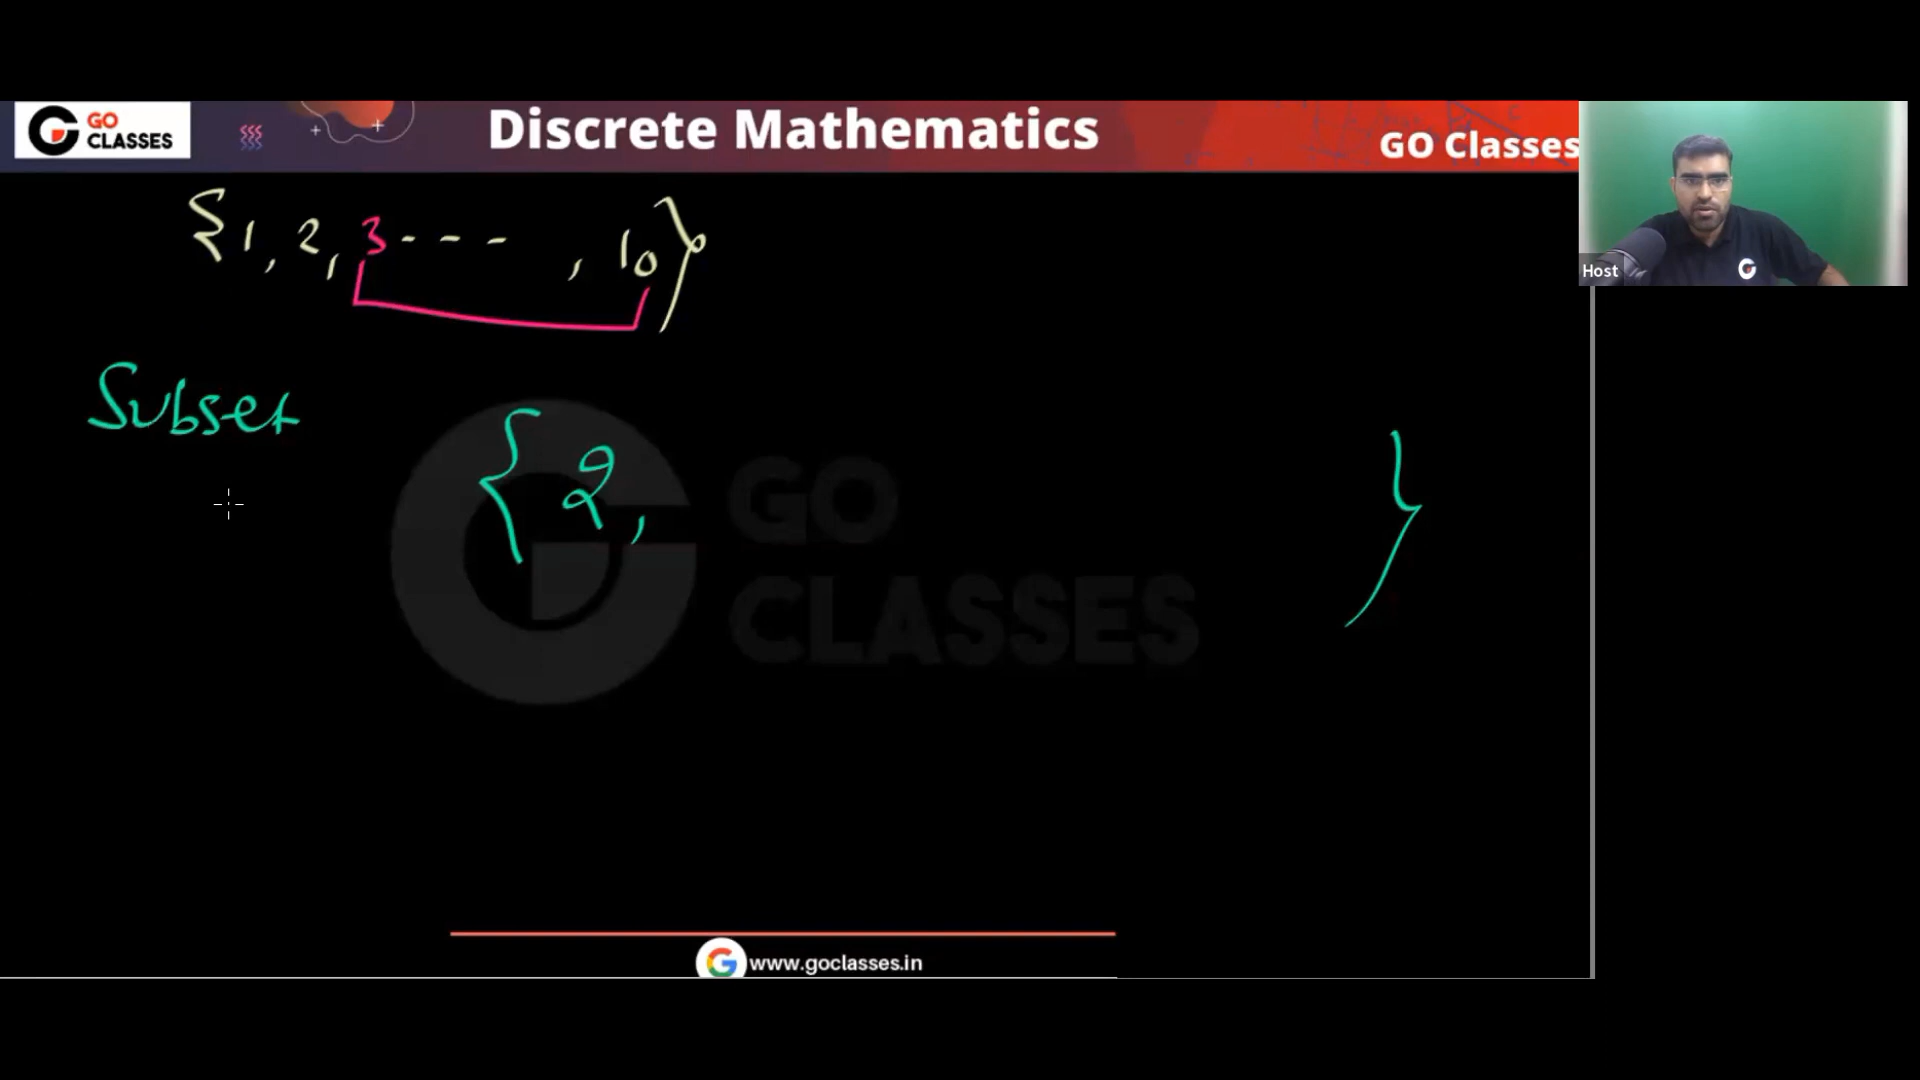 GO
CLASSES
Discrete Mathematics
GO Classes
Host
{1, 2, 3 - - - , 10}
Subset
{ 2, }
GO
CLASSES
www.goclasses.in